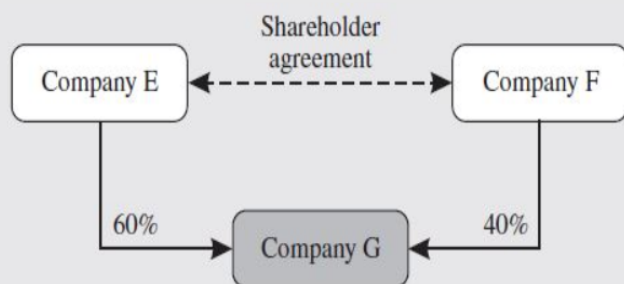 Shareholder
agreement
Company E
Company F
60%
40%
Company G